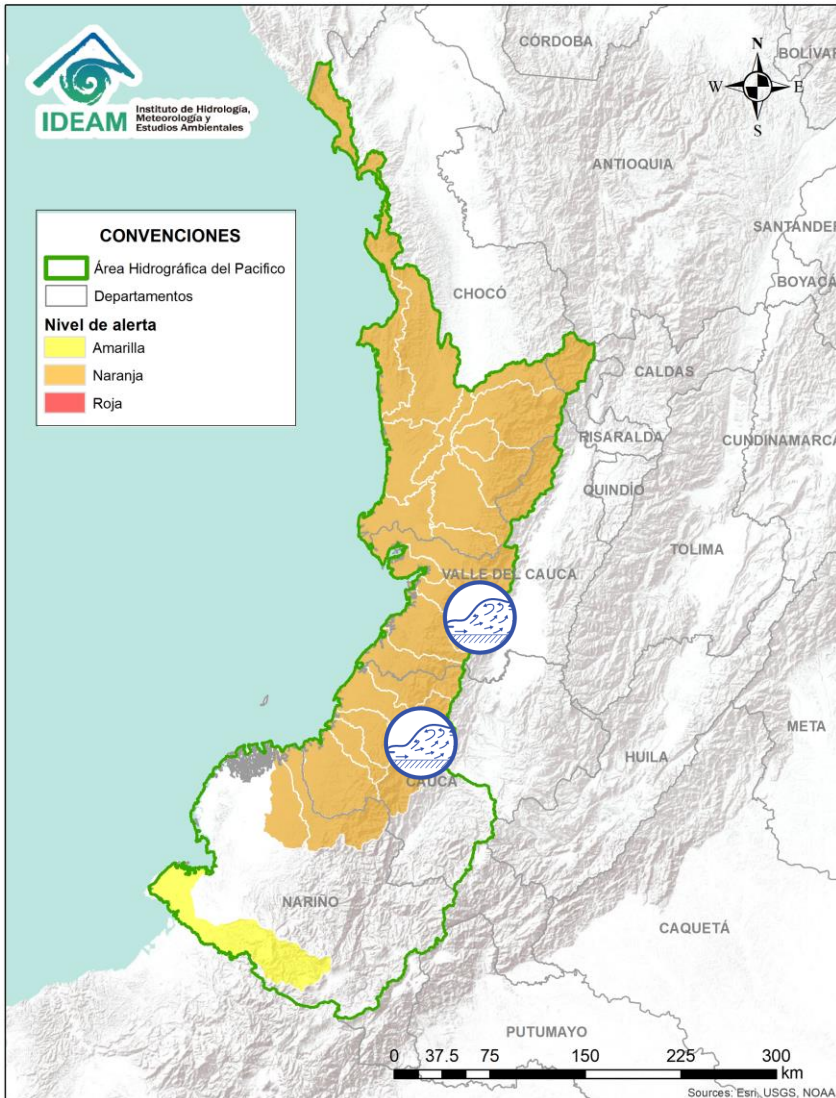 IDEAM
Instituto de Hidrología,
Meteorología y
Estudios Ambientales
CÓRDOBA
BOLÍVAR
N
W
E
S
ANTIOQUIA
SANTANDER
BOYACÁ
CONVENCIONES
Área Hidrográfica del Pacifico
Departamentos
Nivel de alerta
Amarilla
Naranja
Roja
CHOCÓ
CALDAS
RISARALDA
CUNDINAMARCA
QUINDÍO
TOLIMA
VALLE DEL CAUCA
META
HUILA
CAUCA
NARIÑO
CAQUETÁ
PUTUMAYO
0 37.5 75 150 225 300
km
Sources: Esri, USGS, NOAA